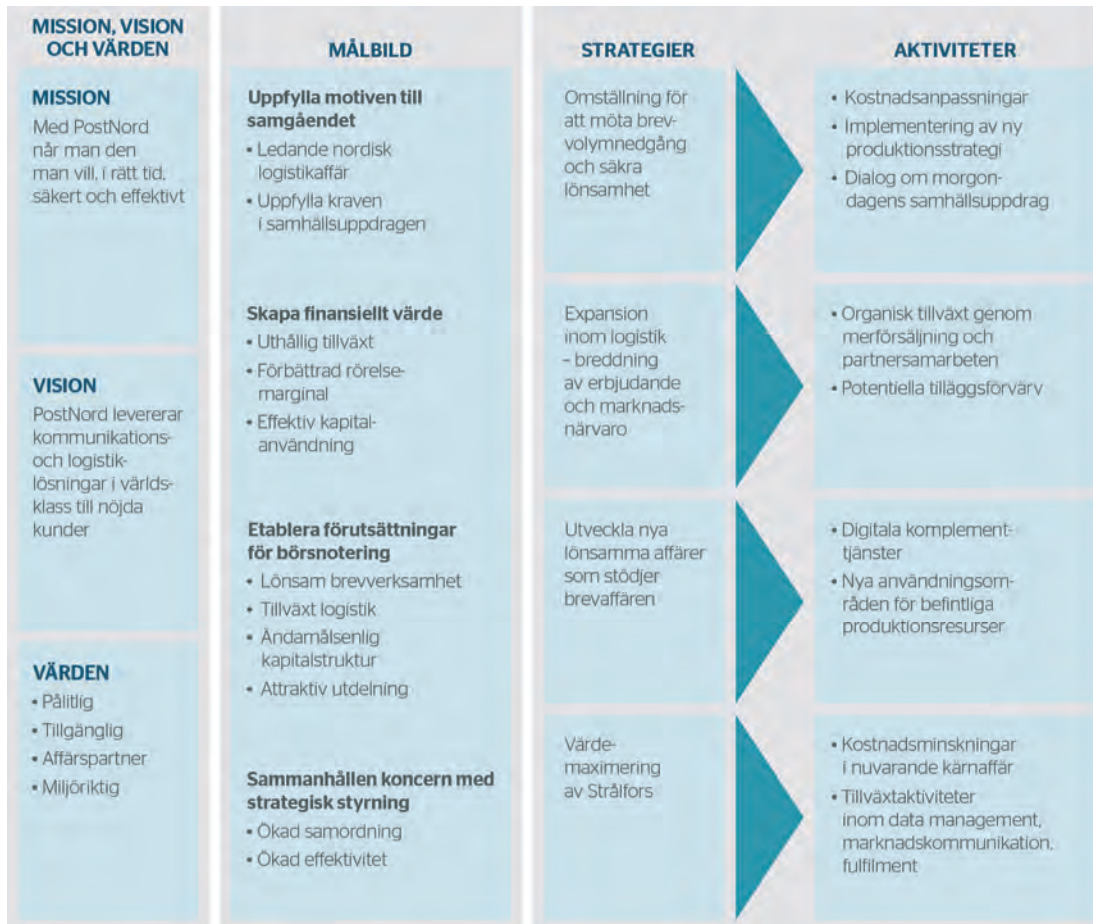 MISSION, VISION
OCH VÄRDEN
MISSION
Med PostNord
når man den
man vill, i rätt tid,
säkert och effektivt
VISION
PostNord levererar
kommunikations-
och logistik-
lösningar i världs-
klass till nöjda
kunder
VÄRDEN
• Pålitlig
• Tillgänglig
• Affärspartner
• Miljöriktig
MÅLBILD
Uppfylla motiven till
samgåendet
• Ledande nordisk
logistikaffär
• Uppfylla kraven
i samhällsuppdragen
Skapa finansiellt värde
• Uthållig tillväxt
• Förbättrad rörelse-
marginal
• Effektiv kapital-
användning
Etablera förutsättningar
för börsnotering
• Lönsam brevverksamhet
• Tillväxt logistik
• Ändamålsenlig
kapitalstruktur
• Attraktiv utdelning
Sammanhållen koncern med
strategisk styrning
• Ökad samordning
• Ökad effektivitet
STRATEGIER
Omställning för
att möta brev-
volymnedgång
och säkra
lönsamhet
Expansion
inom logistik
– breddning
av erbjudande
och marknads-
närvaro
Utveckla nya
lönsamma affärer
som stödjer
brevaffären
Värde-
maximering
av Strålfors
AKTIVITETER
• Kostnadsanpassningar
• Implementering av ny
produktionsstrategi
• Dialog om morgon-
dagens samhällsuppdrag
• Organisk tillväxt genom
merförsäljning och
partnersamarbeten
• Potentiella tilläggsförvärv
• Digitala komplement-
tjänster
• Nya användningsom-
råden för befintliga
produktionsresurser
• Kostnadsminskningar
i nuvarande kärnaffär
• Tillväxtaktiviteter
inom data management,
marknadskommunikation,
fulfilment